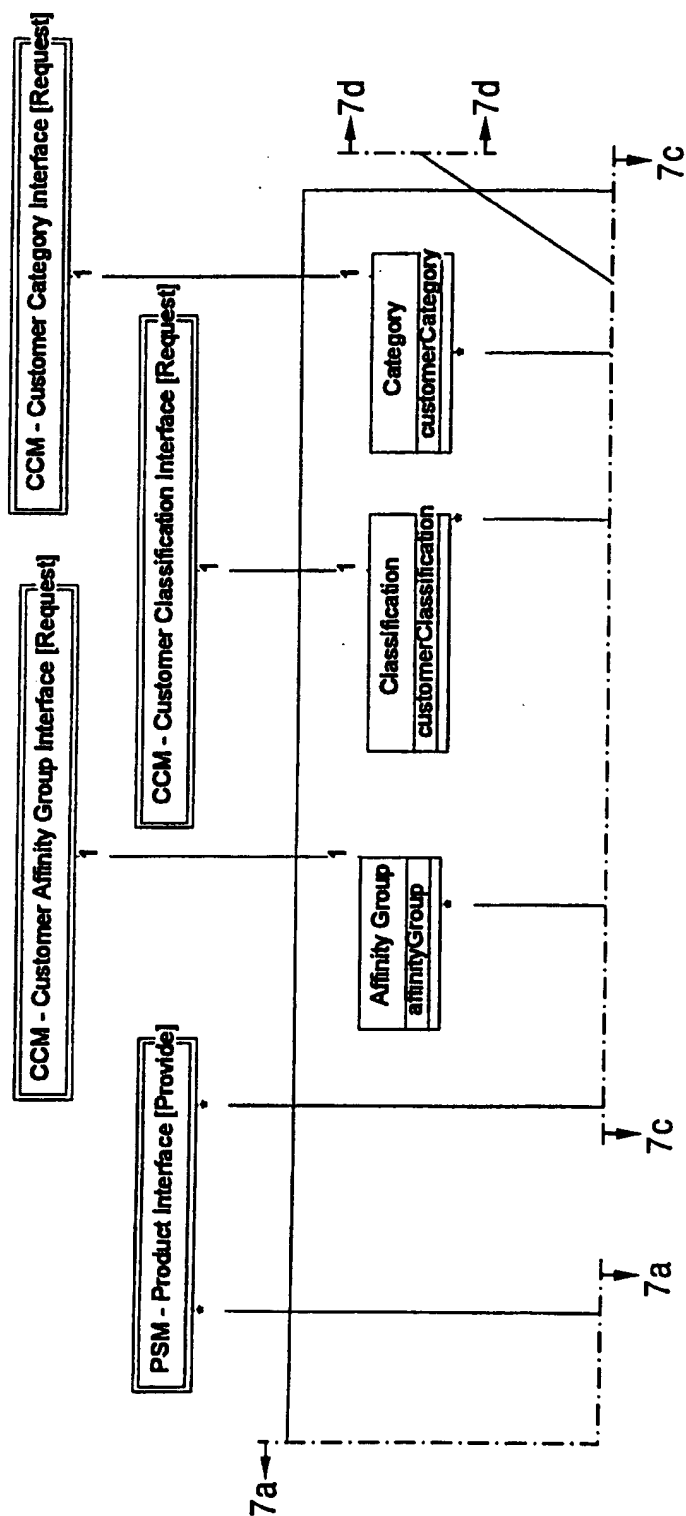 CCM - Customer Affinity Group Interface [Request]
CCM - Customer Category Interface [Request]
PSM - Product Interface [Provide]
CCM - Customer Classification Interface [Request]
*
*
1
1
1
7a
1
1
1
7d
7d
Affinity Group
affinityGroup
*
Classification
customerClassification
*
Category
customerCategory
*
7a
7c
7c